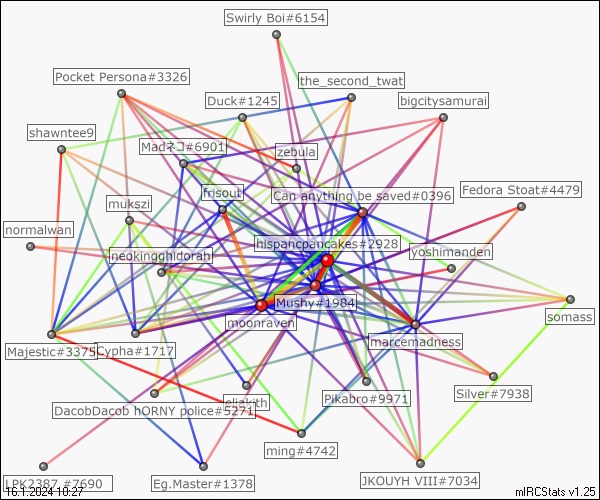 Swirly Boi#6154
Pocket Persona#3326
the_second_twat
Duck#1245
bigcitysamurai
shawntee9
Madネコ#6901
zebula
frisout
Can anything be saved#0396
Fedora Stoat#4479
mukszi
normalwan
hispanicpancakes#2928
neokingghidorah
yoshimanden
Mushy#1984
moonraven
somass
marcemadness
Majestic#3375
Cypha#1717
Silver#7938
Pikabro#9971
DacobDacob hORNY police#5271
ming#4742
LPK2387 #7690
Eg.Master#1378
JKOUYH VIII#7034
16.1.2024 10:27
mIRCStats v1.25